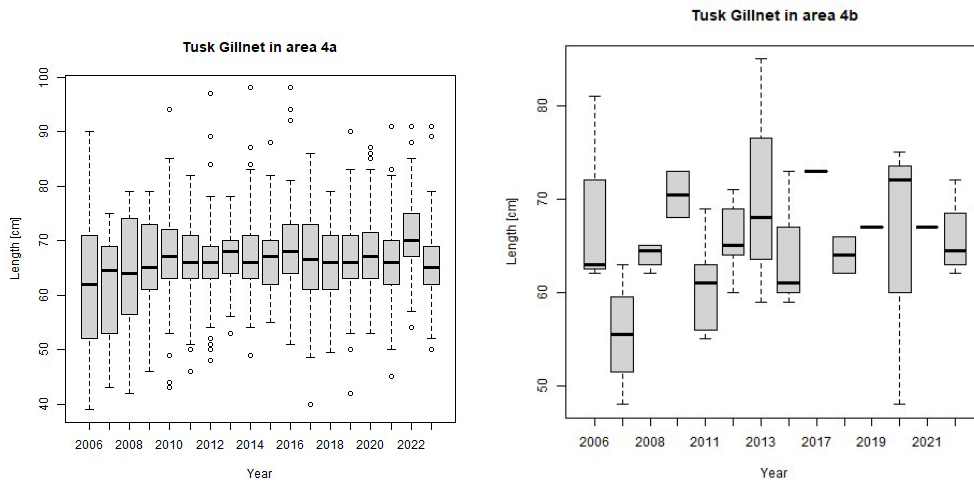 Tusk Gillnet in area 4a
100
90
80
70
60
50
40
Length [cm]
2006 2008 2010 2012 2014 2016 2018 2020 2022
Year
Tusk Gillnet in area 4b
80
70
60
50
Length [cm]
2006 2008 2011 2013 2017 2019 2021
Year